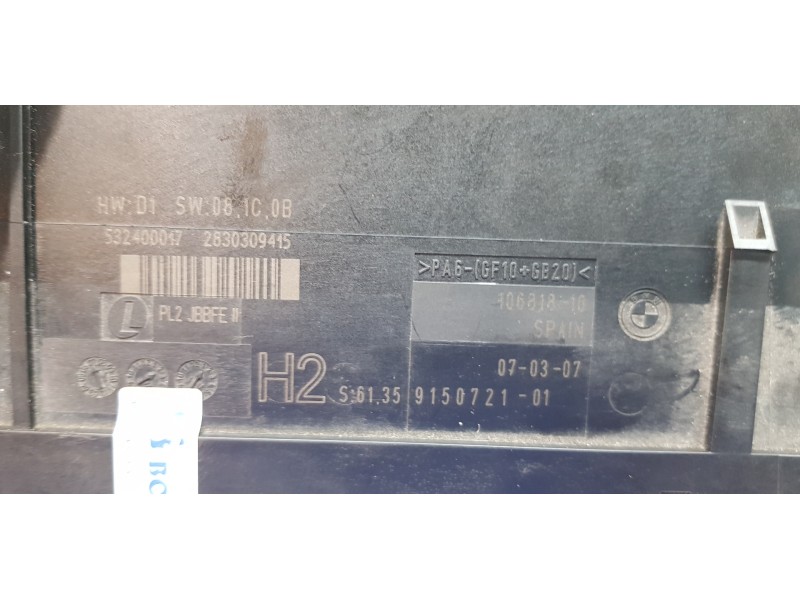 HW:D1 SW:08,1C,0B
532400017 2830309415
>PA6-(GF10+GB20)<
106818-10
SPAIN
L PL2 JBBFE II
07-03-07
H2 S:61.35 9150721-01
BC